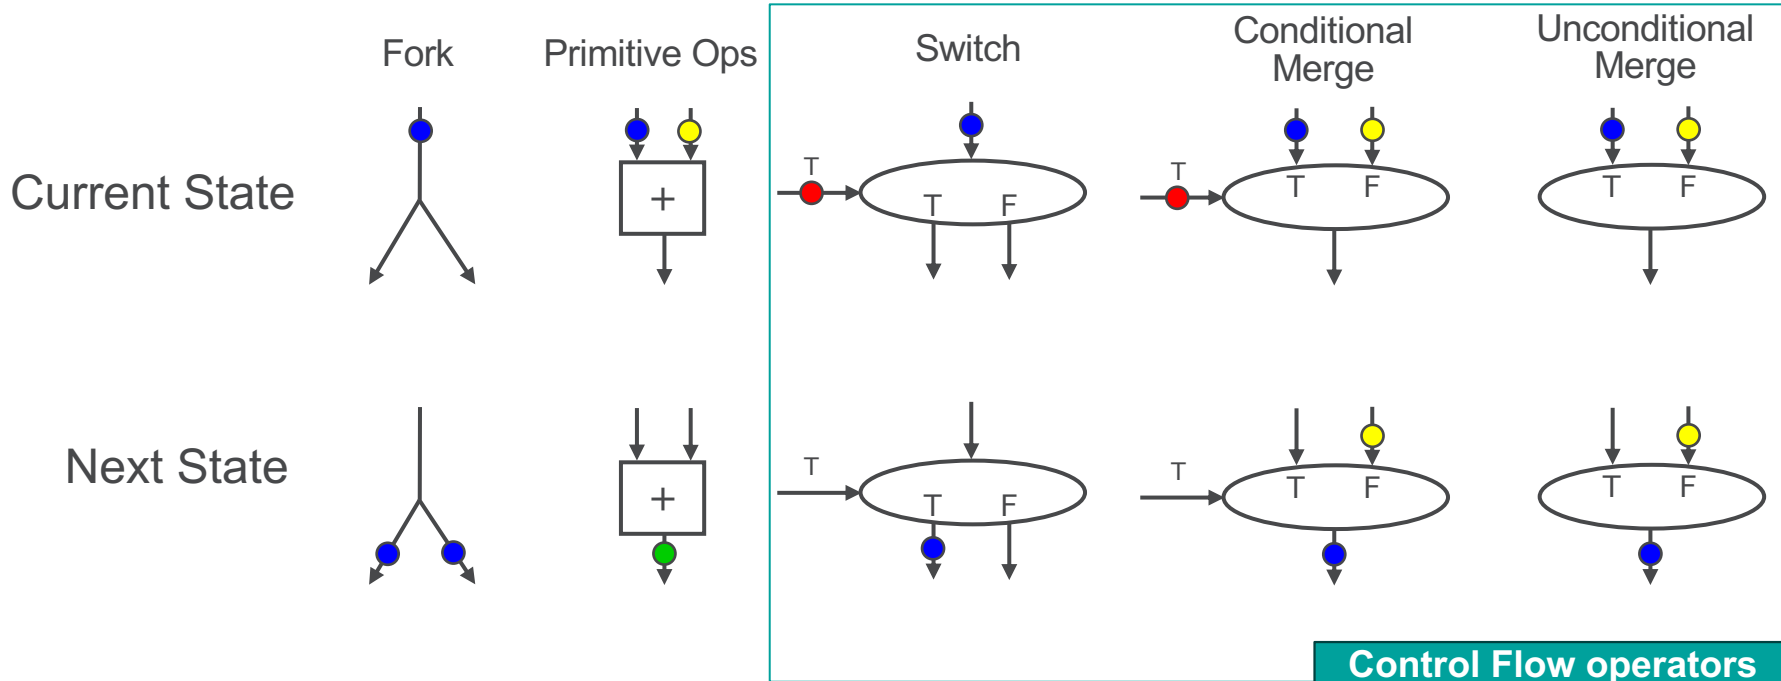 Fork
Primitive Ops
Switch
Conditional
Merge
Unconditional
Merge
Current State
+
T
T F
T
T F
T F
Next State
+
T
T F
T
T F
T F
Control Flow operators